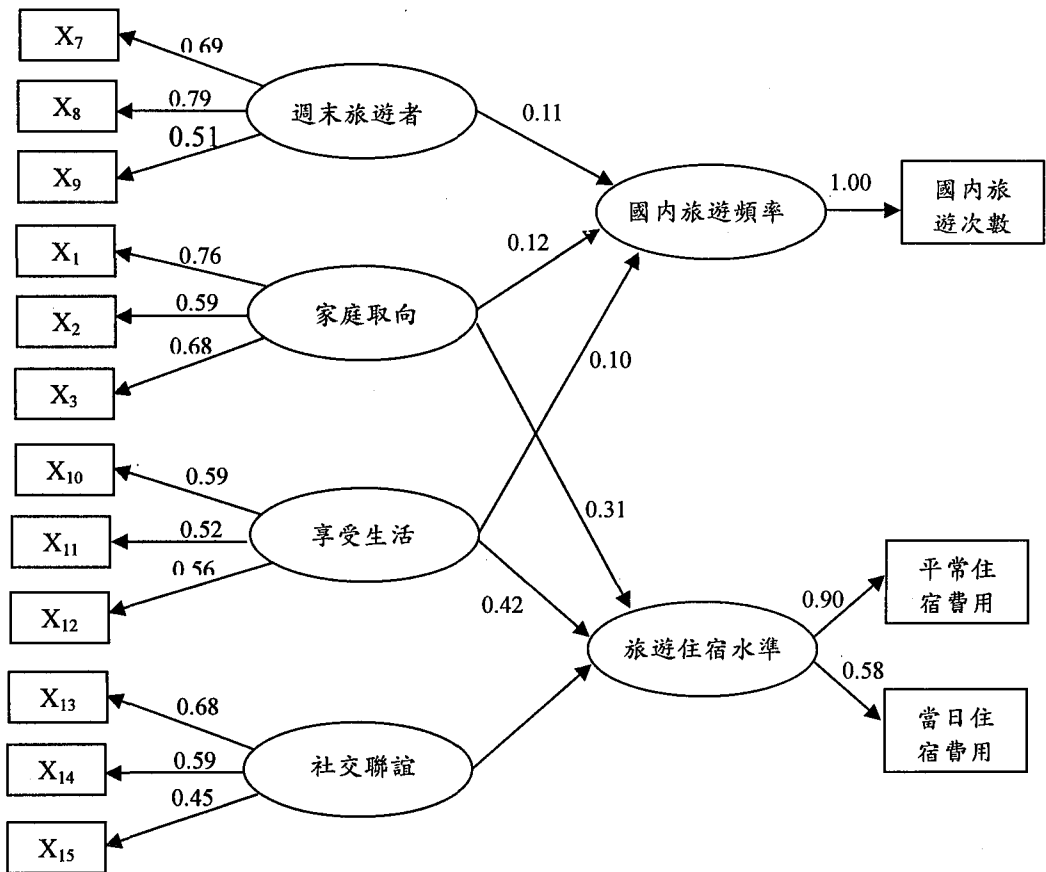 X₇
0.69
週末旅遊者
X₈
0.79
0.51
X₉
0.11
國內旅遊頻率
1.00
國內旅
遊次數
X₁
0.76
家庭取向
X₂
0.59
0.68
X₃
0.12
0.10
0.31
X₁₀
0.59
享受生活
X₁₁
0.52
0.56
X₁₂
0.42
旅遊住宿水準
0.90
平常住
宿費用
0.58
當日住
宿費用
X₁₃
0.68
社交聯誼
X₁₄
0.59
0.45
X₁₅